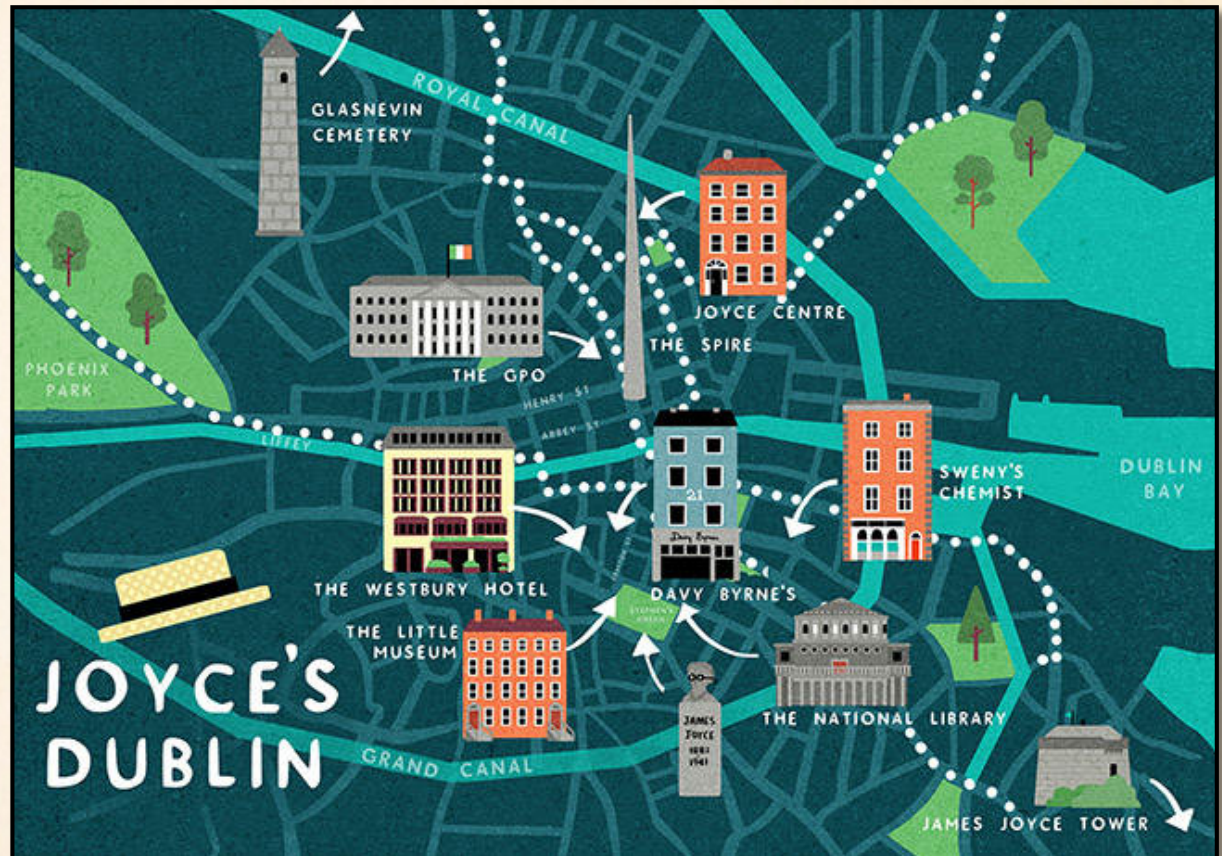 GLASNEVIN
CEMETERY
ROYAL CANAL
JOYCE CENTRE
THE SPIRE
THE GPO
PHOENIX
PARK
HENRY ST
ABBEY ST
LIFFEY
SWENY'S
CHEMIST
DUBLIN
BAY
21
Davy Byrnes
THE WESTBURY HOTEL
DAVY BYRNE'S
STEPHEN'S
GREEN
THE LITTLE
MUSEUM
JOYCE'S
DUBLIN
JAMES
JOYCE
1882
1941
THE NATIONAL LIBRARY
GRAND CANAL
JAMES JOYCE TOWER